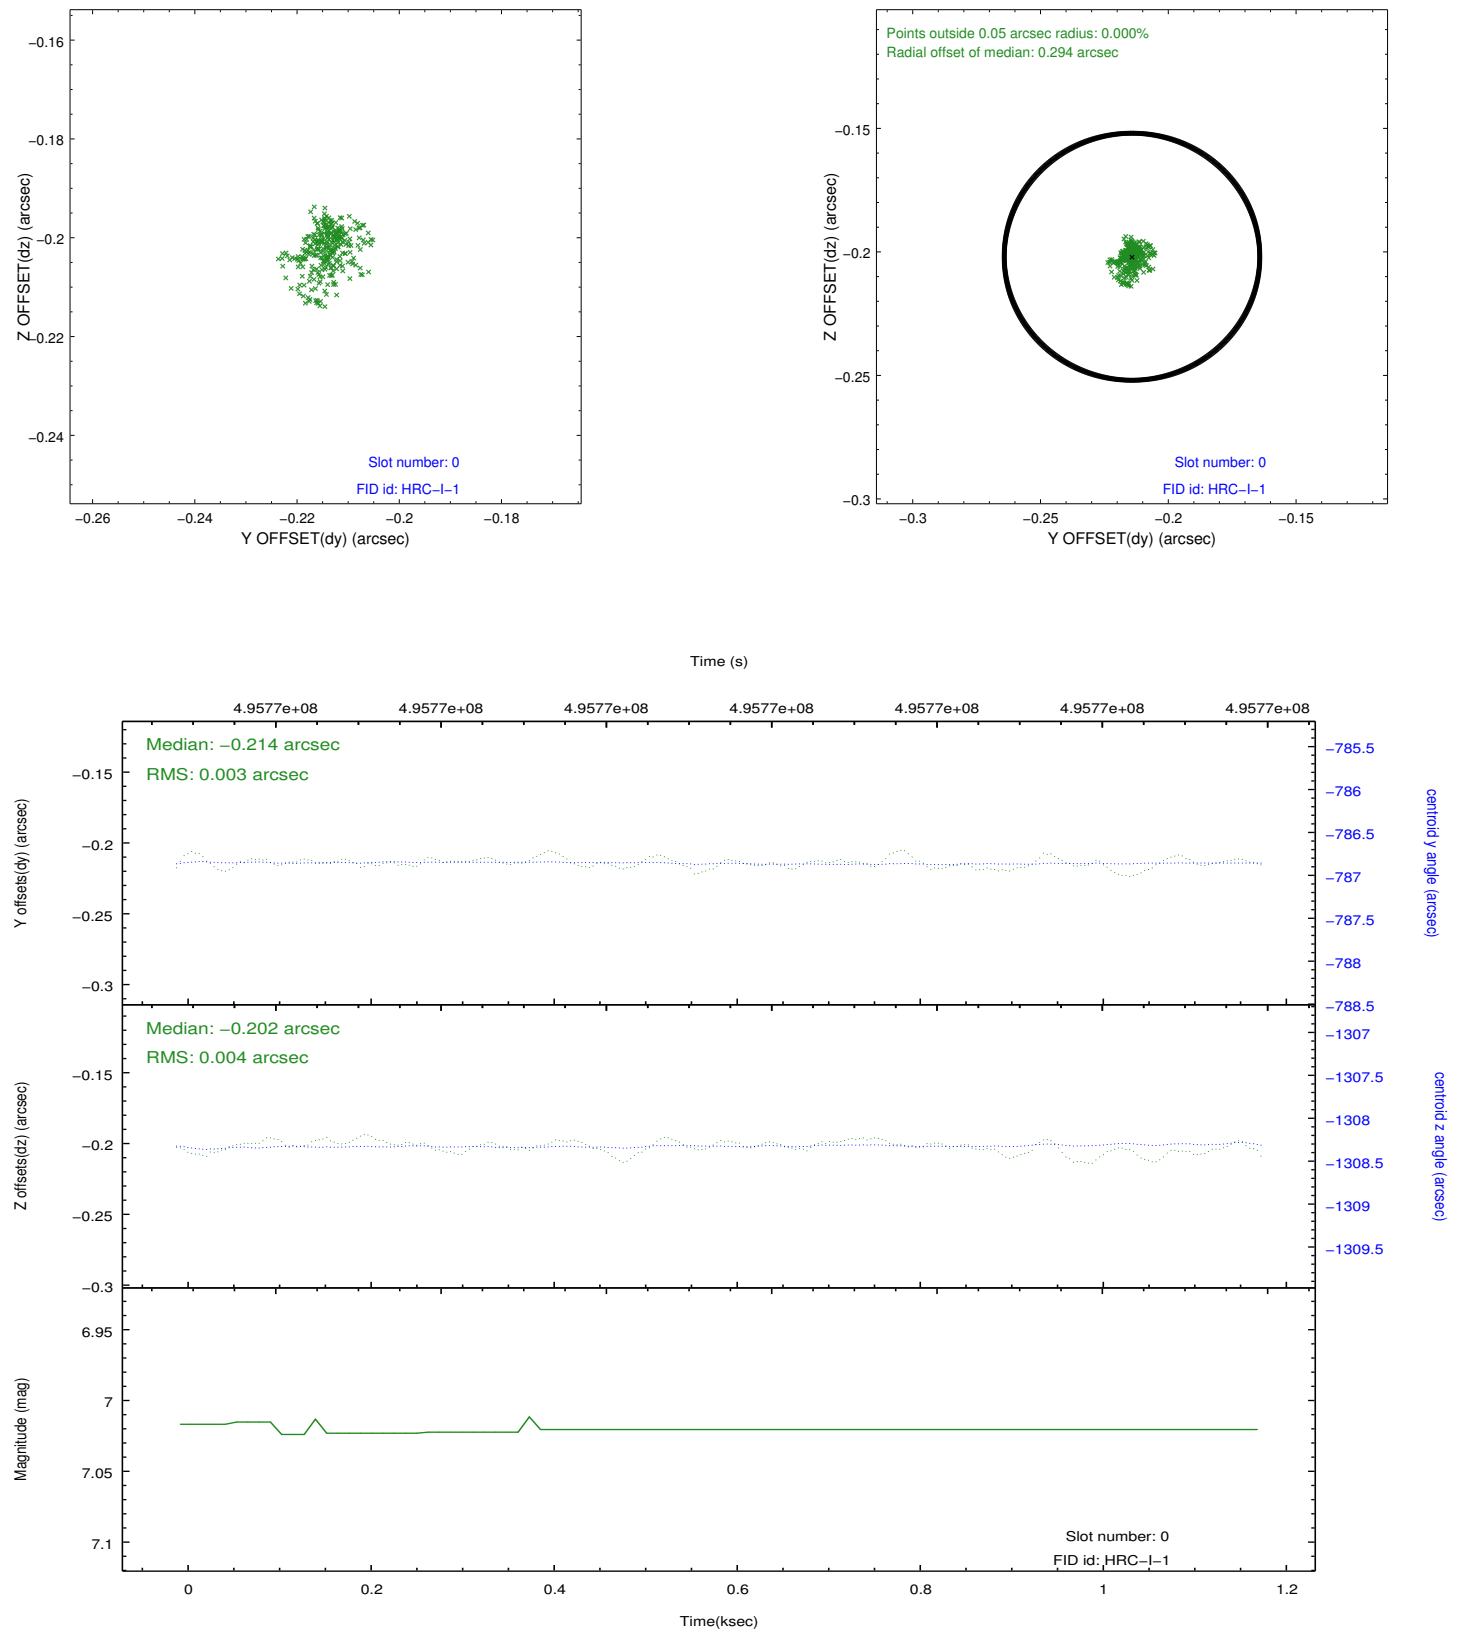 −0.16
−0.18
−0.2
−0.22
−0.24
Z OFFSET(dz) (arcsec)
Slot number: 0
FID id: HRC−I−1
−0.26
−0.24
−0.22
−0.2
−0.18
Y OFFSET(dy) (arcsec)
Points outside 0.05 arcsec radius: 0.000%
Radial offset of median: 0.294 arcsec
−0.15
−0.2
−0.25
−0.3
Z OFFSET(dz) (arcsec)
Slot number: 0
FID id: HRC−I−1
−0.3
−0.25
−0.2
−0.15
Y OFFSET(dy) (arcsec)
Time (s)
4.9577e+08
4.9577e+08
4.9577e+08
4.9577e+08
4.9577e+08
4.9577e+08
4.9577e+08
Median: −0.214 arcsec
RMS: 0.003 arcsec
−0.15
−0.2
−0.25
−0.3
Y offsets(dy) (arcsec)
−785.5
−786
−786.5
−787
−787.5
−788
−788.5
centroid y angle (arcsec)
Median: −0.202 arcsec
RMS: 0.004 arcsec
−0.15
−0.2
−0.25
−0.3
Z offsets(dz) (arcsec)
−1307
−1307.5
−1308
−1308.5
−1309
−1309.5
centroid z angle (arcsec)
6.95
7
7.05
7.1
Magnitude (mag)
Slot number: 0
FID id: HRC−I−1
0
0.2
0.4
0.6
0.8
1
1.2
Time(ksec)